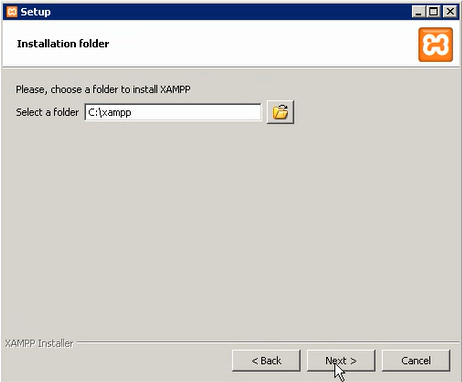 Setup
Installation folder
Please, choose a folder to install XAMPP
Select a folder C:\xampp
XAMPP Installer
< Back Next > Cancel